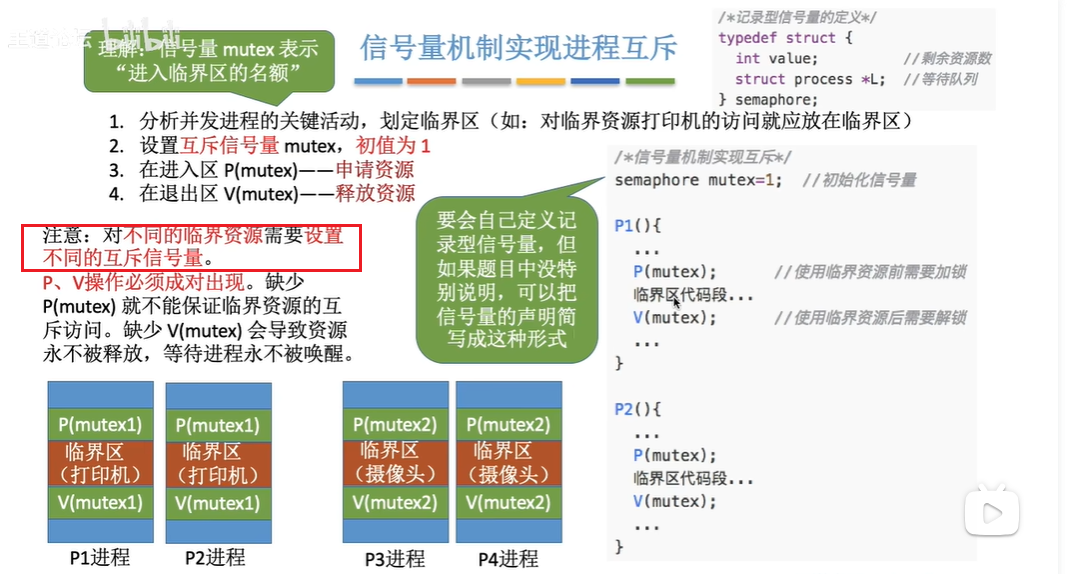 王道论坛 bilibili
理解：信号量 mutex 表示
“进入临界区的名额”
信号量机制实现进程互斥
/*记录型信号量的定义*/
typedef struct {
int value; //剩余资源数
struct process *L; //等待队列
} semaphore;
1. 分析并发进程的关键活动，划定临界区（如：对临界资源打印机的访问就应放在临界区）
2. 设置互斥信号量 mutex，初值为 1
3. 在进入区 P(mutex)——申请资源
4. 在退出区 V(mutex)——释放资源
注意：对不同的临界资源需要设置
不同的互斥信号量。
P、V操作必须成对出现。缺少
P(mutex) 就不能保证临界资源的互
斥访问。缺少 V(mutex) 会导致资源
永不被释放，等待进程永不被唤醒。
要会自己定义记
录型信号量，但
如果题目中没特
别说明，可以把
信号量的声明简
写成这种形式
/*信号量机制实现互斥*/
semaphore mutex=1; //初始化信号量
P1(){
...
P(mutex); //使用临界资源前需要加锁
临界区代码段...
V(mutex); //使用临界资源后需要解锁
...
}
P2(){
...
P(mutex);
临界区代码段...
V(mutex);
...
}
P(mutex1)
临界区
（打印机）
V(mutex1)
P1进程
P(mutex1)
临界区
（打印机）
V(mutex1)
P2进程
P(mutex2)
临界区
（摄像头）
V(mutex2)
P3进程
P(mutex2)
临界区
（摄像头）
V(mutex2)
P4进程